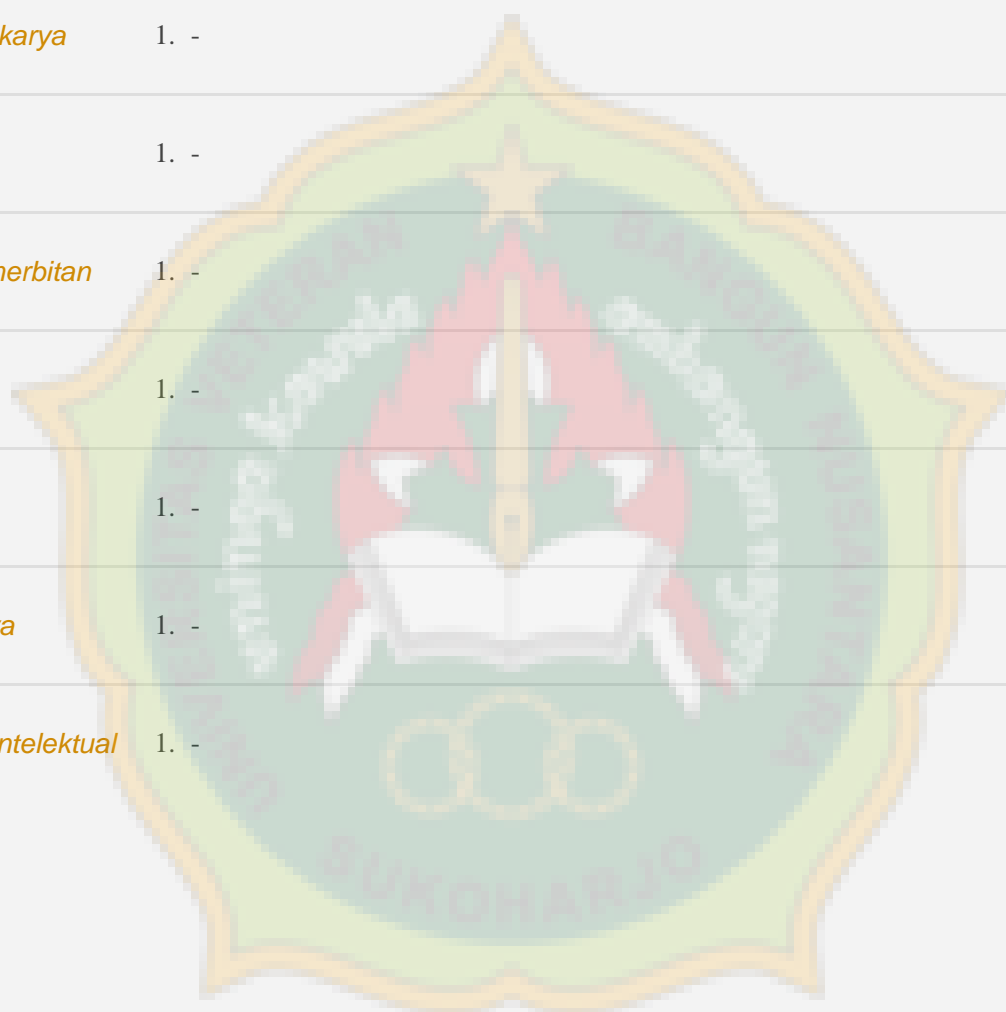 karya 1. -
1. -
nerbitan 1. -
1. -
1. -
1. -
ntelektual 1. -
UNIVERSITAS VETERAN BANGUN NUSANTARA
SUKOHARJO